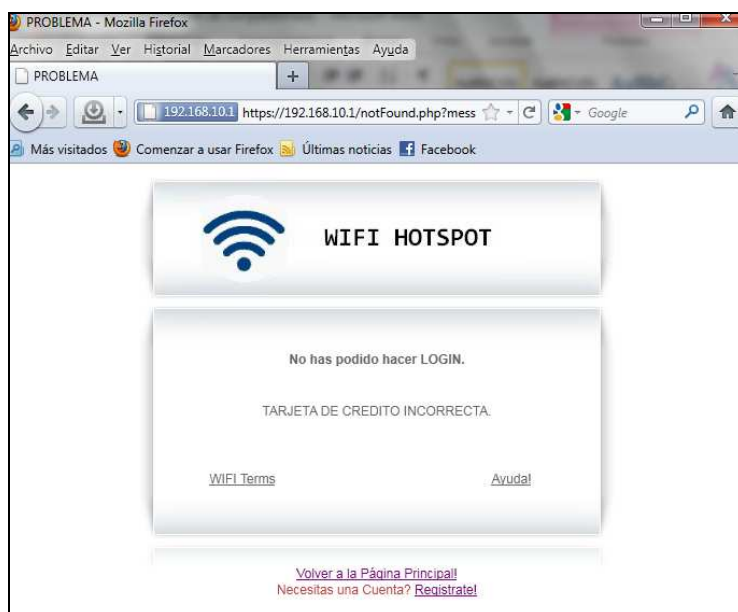 PROBLEMA - Mozilla Firefox
Archivo Editar Ver Historial Marcadores Herramientas Ayuda
PROBLEMA
192.168.10.1 https://192.168.10.1/notFound.php?mess Google
Más visitados Comenzar a usar Firefox Últimas noticias Facebook
WIFI HOTSPOT
No has podido hacer LOGIN.
TARJETA DE CREDITO INCORRECTA.
WIFI Terms Ayuda!
Volver a la Página Principal!
Necesitas una Cuenta? Registrate!